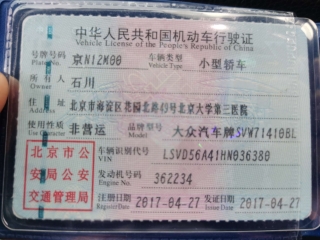 中华人民共和国机动车行驶证
Vehicle License of the People's Republic of China
号牌号码 京N12M00 车辆类型 小型轿车
Plate No. Vehicle Type
所有人 石川
Owner
住址 北京市海淀区花园北路49号北京大学第三医院
Address
使用性质 非营运 品牌型号 大众汽车牌SVW71410BL
Use Character Model
北京市公
安局公安
交通管理局
车辆识别代号 LSVD56A41HN036380
VIN
发动机号码 362234
Engine No.
注册日期 2017-04-27 发证日期 2017-04-27
Register Date Issue Date